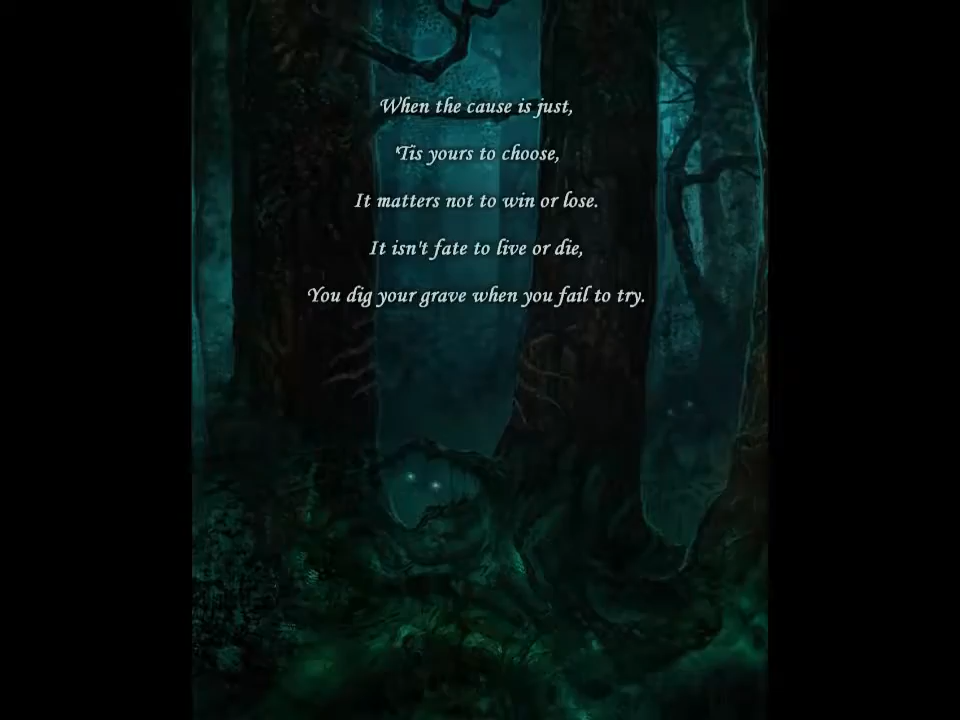 When the cause is just,
'Tis yours to choose,
It matters not to win or lose.
It isn't fate to live or die,
You dig your grave when you fail to try.